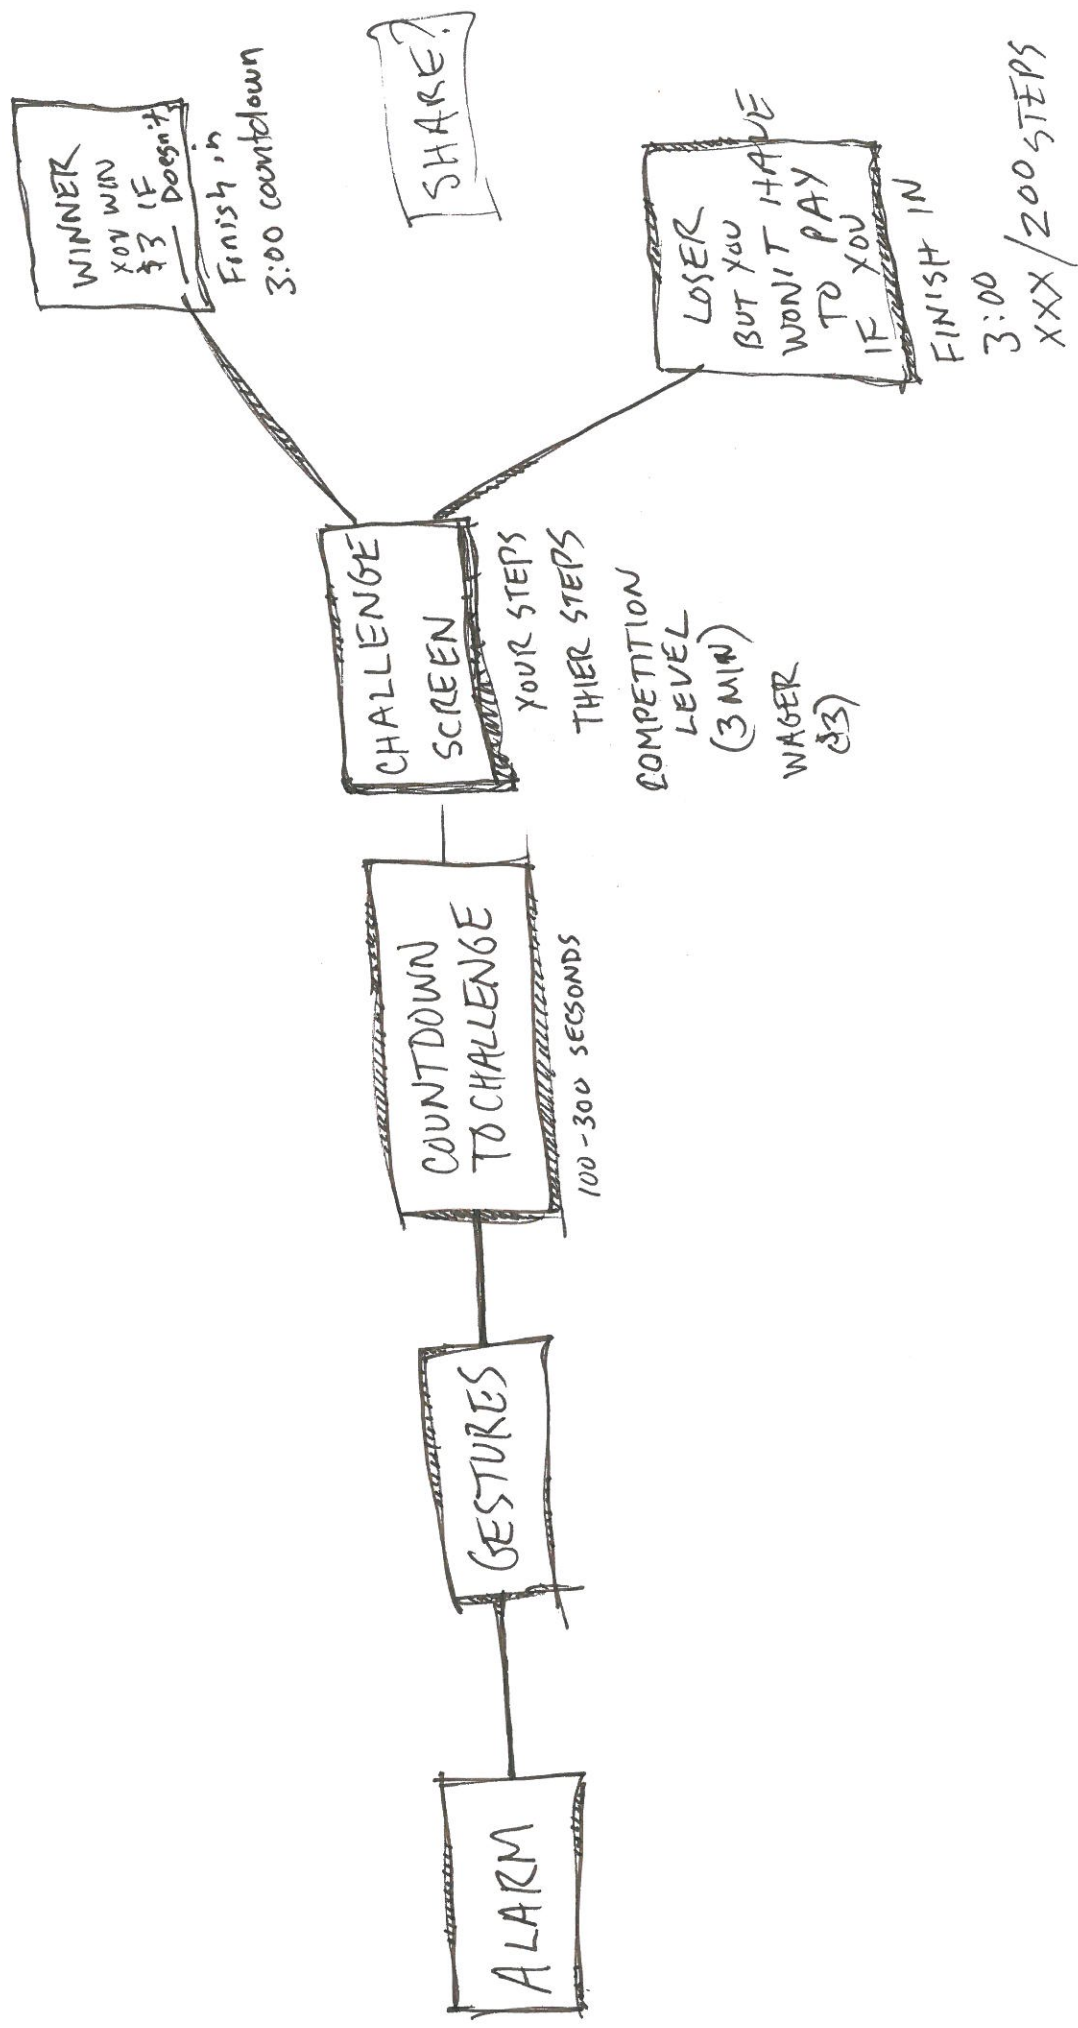 ALARM
GESTURES
COUNTDOWN
TO CHALLENGE
100-300 SECSONDS
CHALLENGE
SCREEN
YOUR STEPS
THIER STEPS
COMPETITION
LEVEL
(3 MIN)
WAGER
($3)
WINNER
YOU WIN
$3 IF
___ Doesn't
Finish in
3:00 countdown
SHARE?
LOSER
BUT YOU
WON'T HAVE
TO PAY
IF YOU
FINISH IN
3:00
XXX/200 STEPS